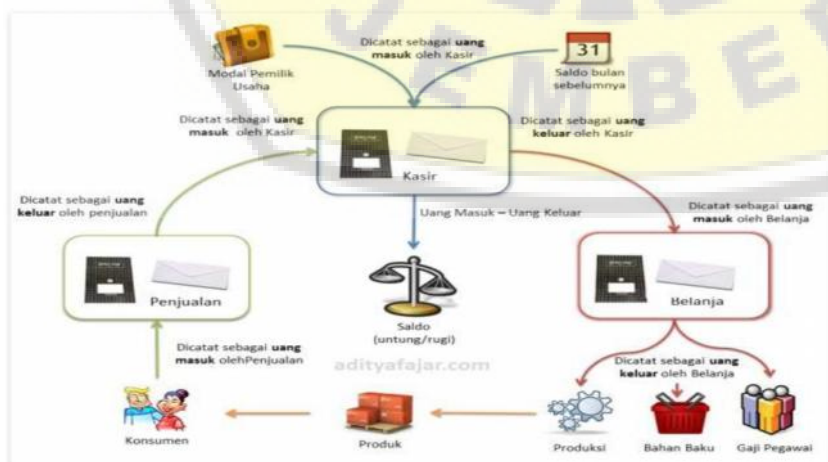 Dicatat sebagai uang
masuk oleh Kasir
31
Modal Pemilik
Usaha
Saldo bulan
sebelumnya
EMBE
Dicatat sebagai uang
masuk oleh Kasir
Dicatat sebagai uang
keluar oleh Kasir
Kasir
Dicatat sebagai uang
keluar oleh penjualan
Uang Masuk – Uang Keluar
Dicatat sebagai uang
masuk oleh Belanja
Penjualan
Belanja
Saldo
(untung/rugi)
Dicatat sebagai uang
masuk olehPenjualan
adityafajar.com
Dicatat sebagai uang
keluar oleh Belanja
Konsumen
Produk
Produksi
Bahan Baku
Gaji Pegawai